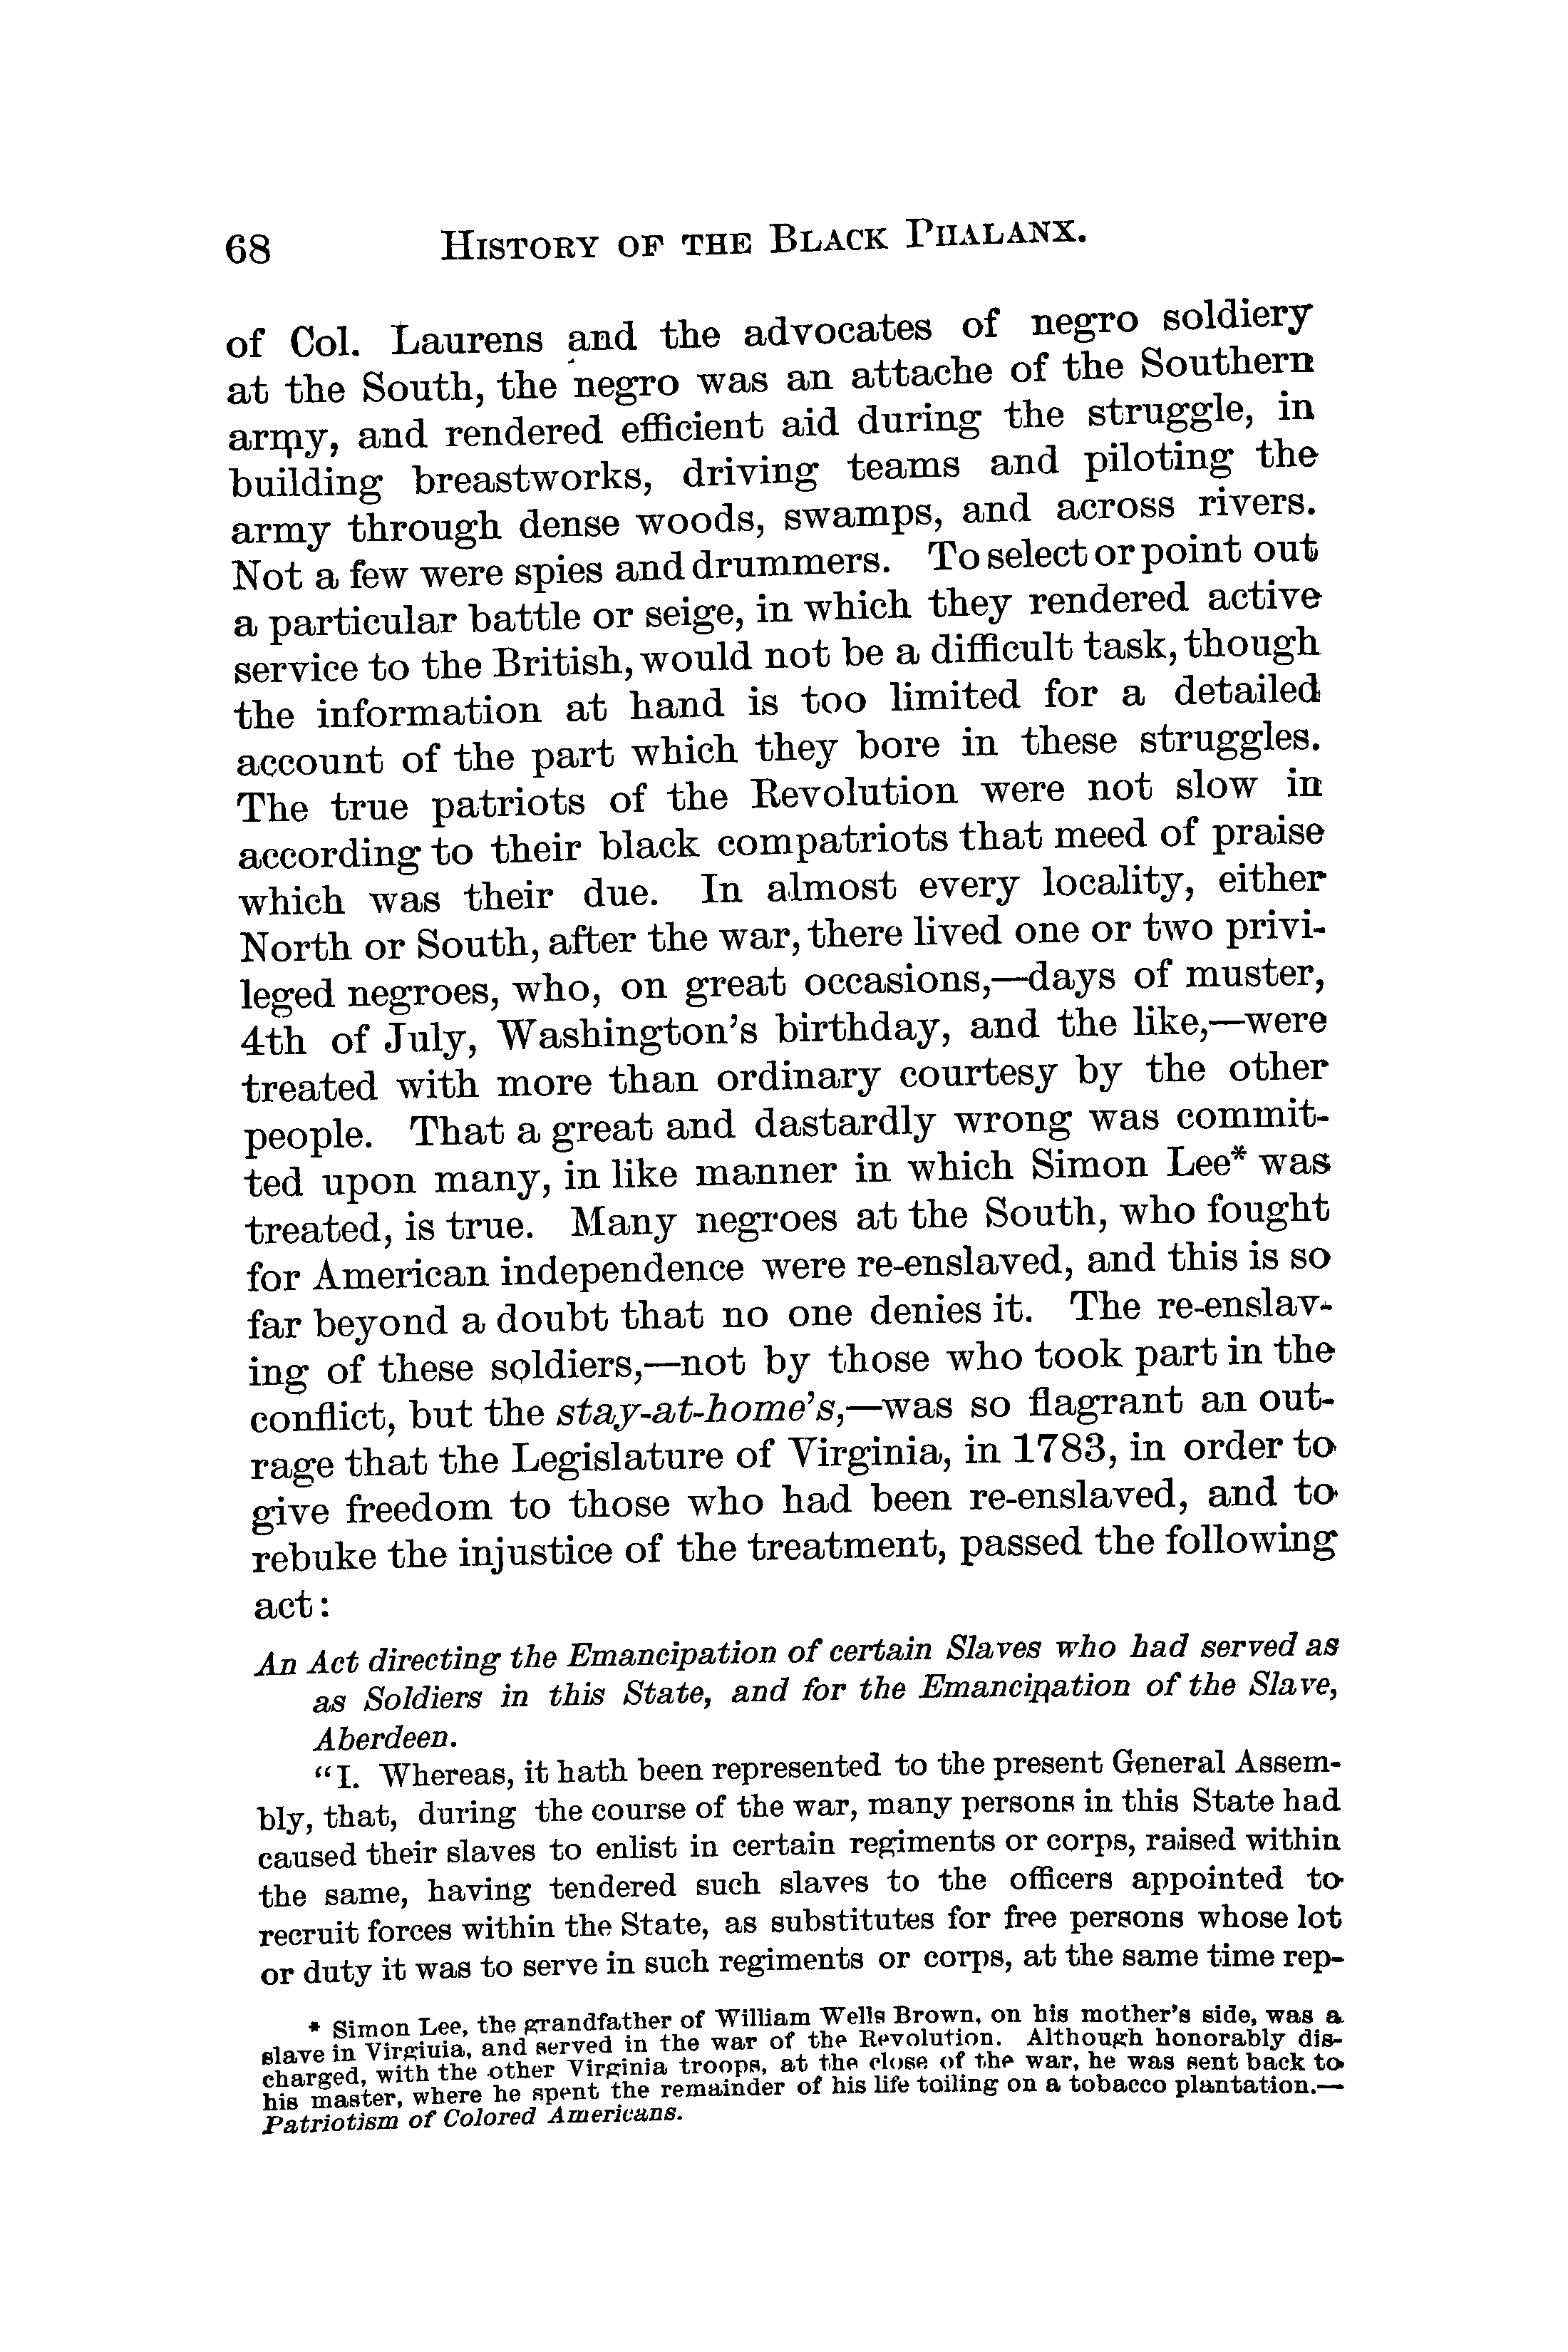 68 HISTORY OF THE BLACK PHALANX.
of Col. Laurens and the advocates of negro soldiery
at the South, the negro was an attache of the Southern
army, and rendered efficient aid during the struggle, in
building breastworks, driving teams and piloting the
army through dense woods, swamps, and across rivers.
Not a few were spies and drummers. To select or point out
a particular battle or seige, in which they rendered active
service to the British, would not be a difficult task, though
the information at hand is too limited for a detailed
account of the part which they bore in these struggles.
The true patriots of the Revolution were not slow in
according to their black compatriots that meed of praise
which was their due. In almost every locality, either
North or South, after the war, there lived one or two privi-
leged negroes, who, on great occasions,—days of muster,
4th of July, Washington's birthday, and the like,—were
treated with more than ordinary courtesy by the other
people. That a great and dastardly wrong was commit-
ted upon many, in like manner in which Simon Lee* was
treated, is true. Many negroes at the South, who fought
for American independence were re-enslaved, and this is so
far beyond a doubt that no one denies it. The re-enslav-
ing of these soldiers,—not by those who took part in the
conflict, but the stay-at-home's,—was so flagrant an out-
rage that the Legislature of Virginia, in 1783, in order to
give freedom to those who had been re-enslaved, and to
rebuke the injustice of the treatment, passed the following
act:
An Act directing the Emancipation of certain Slaves who had served as
as Soldiers in this State, and for the Emancipation of the Slave,
Aberdeen.
"I. Whereas, it hath been represented to the present General Assem-
bly, that, during the course of the war, many persons in this State had
caused their slaves to enlist in certain regiments or corps, raised within
the same, having tendered such slaves to the officers appointed to
recruit forces within the State, as substitutes for free persons whose lot
or duty it was to serve in such regiments or corps, at the same time rep-
* Simon Lee, the grandfather of William Wells Brown, on his mother's side, was a
slave in Virginia, and served in the war of the Revolution. Although honorably dis-
charged, with the other Virginia troops, at the close of the war, he was sent back to
his master, where he spent the remainder of his life toiling on a tobacco plantation.—
Patriotism of Colored Americans.